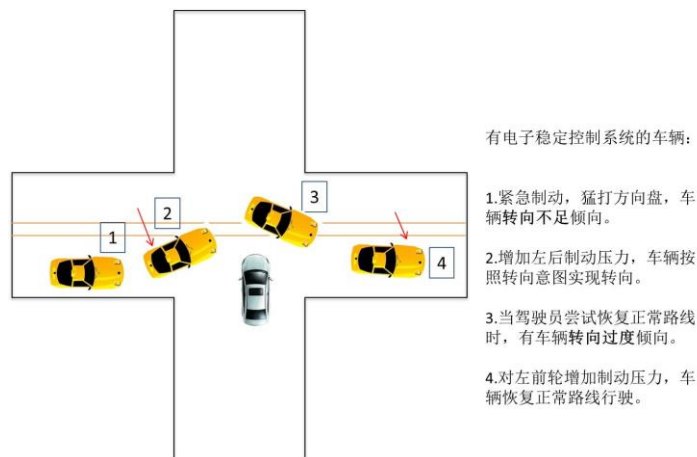 有电子稳定控制系统的车辆：
3
2
1.紧急制动，猛打方向盘，车
辆转向不足倾向。
1
4
2.增加左后制动压力，车辆按
照转向意图实现转向。
3.当驾驶员尝试恢复正常路线
时，有车辆转向过度倾向。
4.对左前轮增加制动压力，车
辆恢复正常路线行驶。